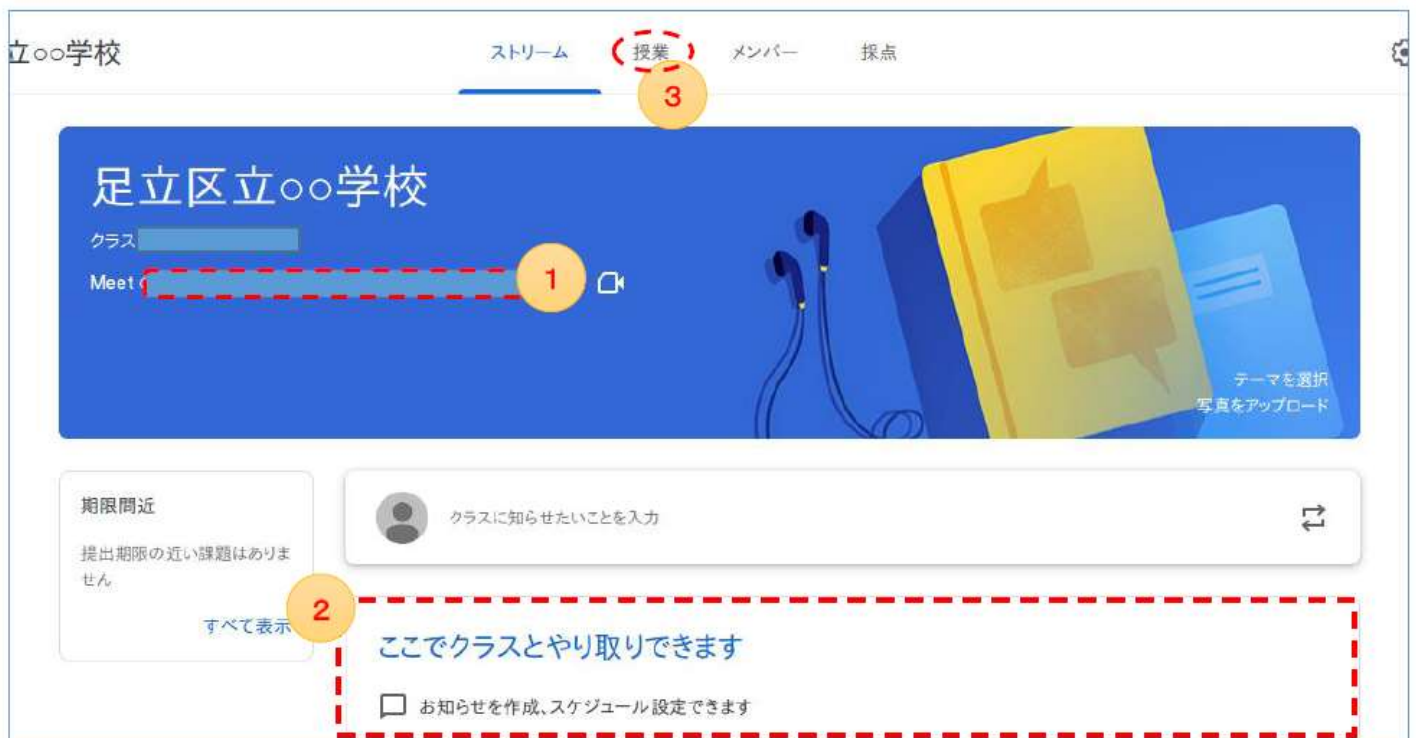 立○○学校
ストリーム 授業 メンバー 採点
3
足立区立○○学校
クラス
Meet
1
テーマを選択
写真をアップロード
期限間近
提出期限の近い課題はありま
せん
すべて表示
クラスに知らせたいことを入力
2
ここでクラスとやり取りできます
お知らせを作成、スケジュール設定できます